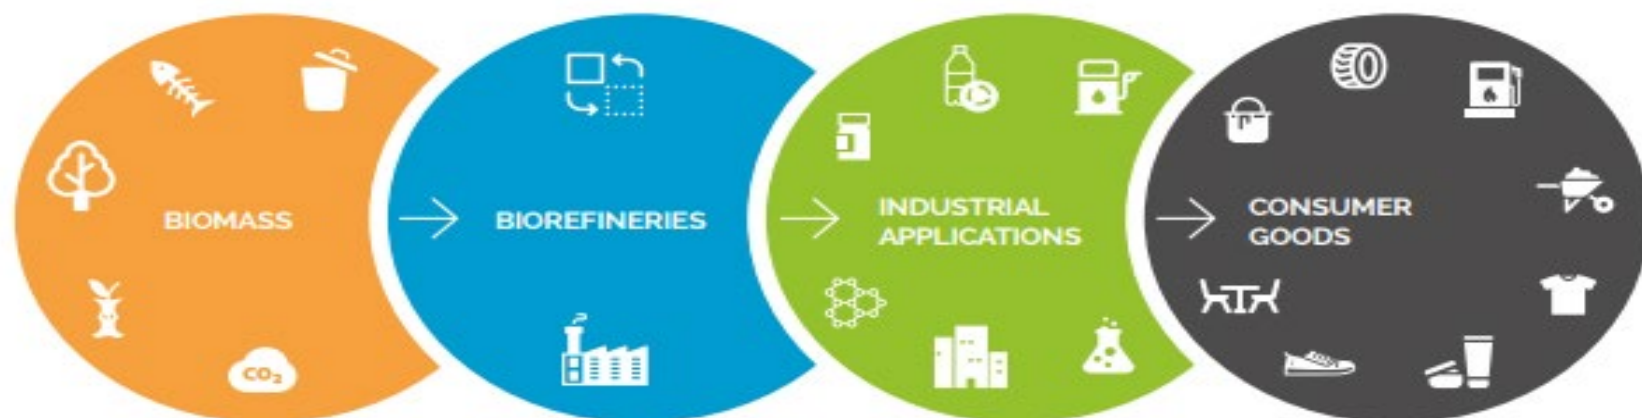 BIOMASS
BIOREFINERIES
INDUSTRIAL
APPLICATIONS
CONSUMER
GOODS
CO₂